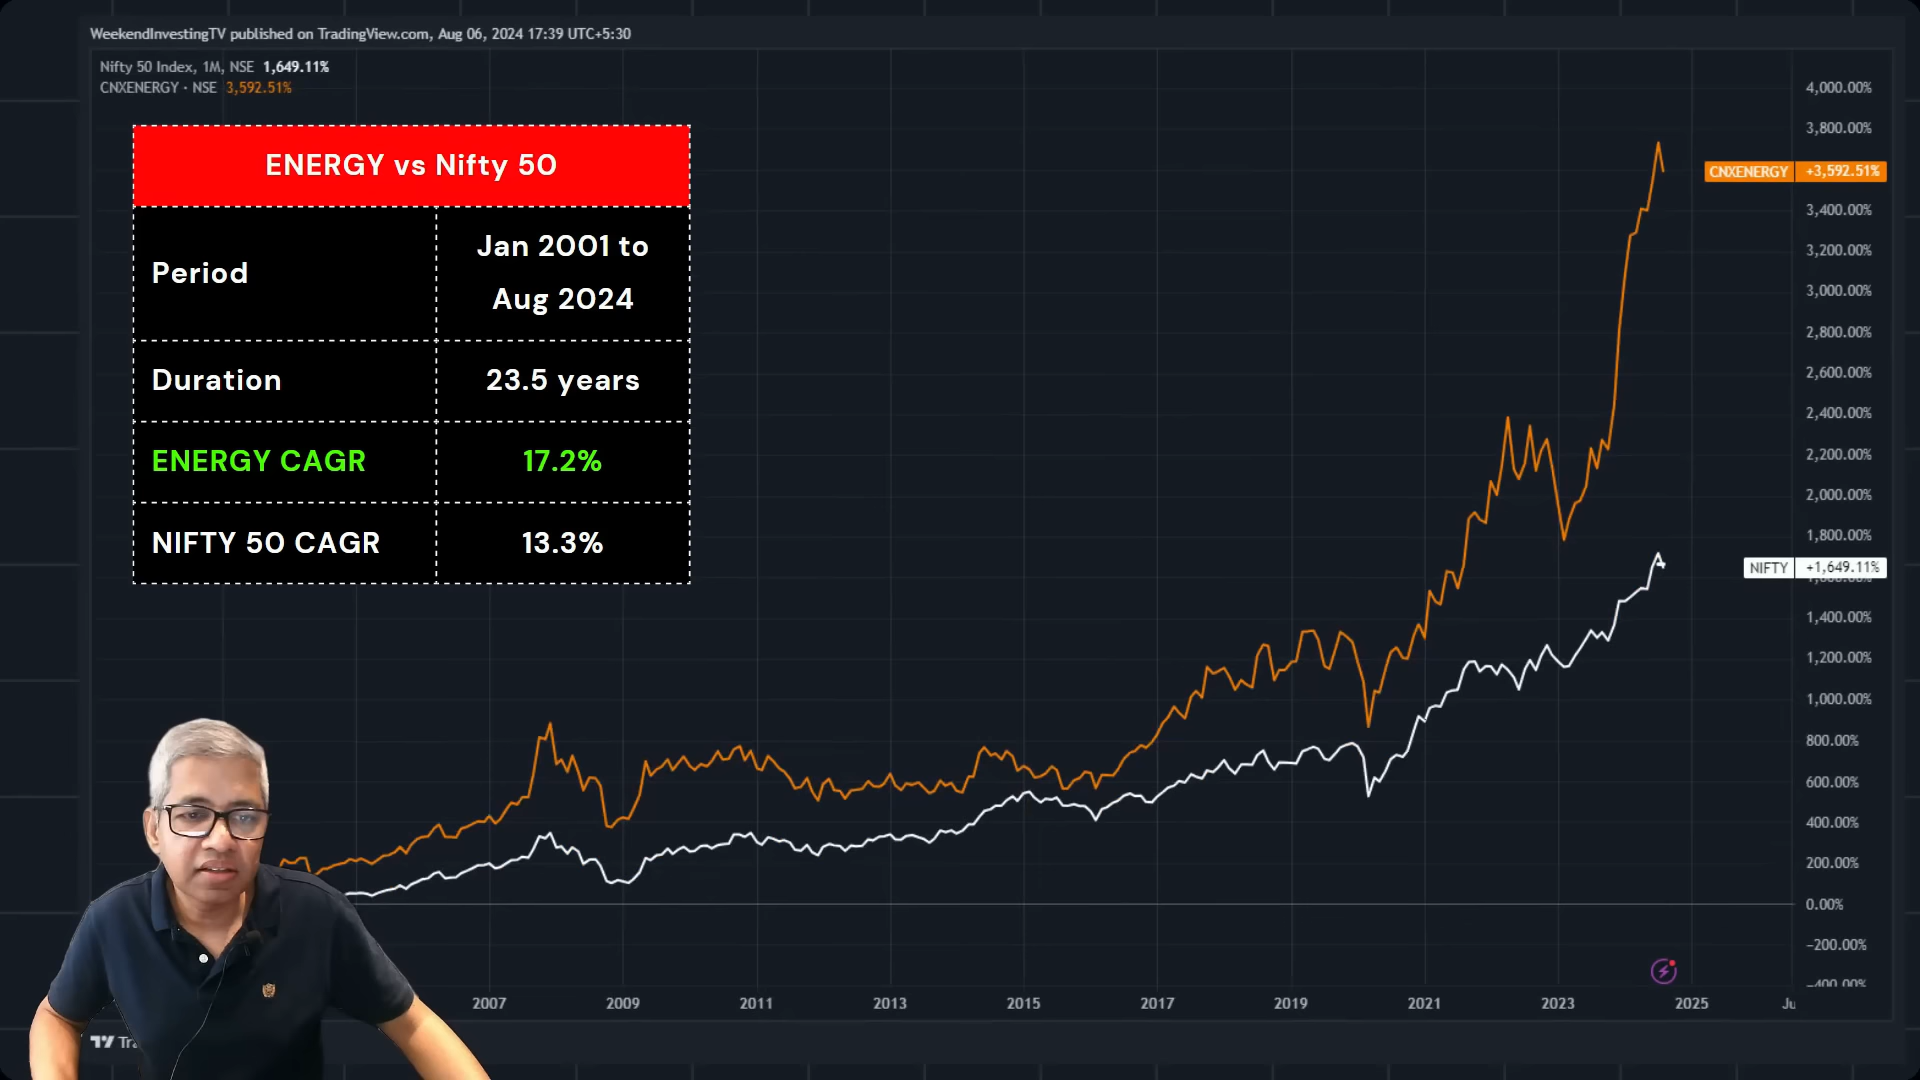 WeekendInvestingTV published on TradingView.com, Aug 06, 2024 17:39 UTC+5:30
Nifty 50 Index, 1M, NSE 1,649.11%
CNXENERGY · NSE 3,592.51%
ENERGY vs Nifty 50
Period
Jan 2001 to
Aug 2024
Duration 23.5 years
ENERGY CAGR 17.2%
NIFTY 50 CAGR 13.3%
4,000.00%
3,800.00%
CNXENERGY +3,592.51%
3,400.00%
3,200.00%
3,000.00%
2,800.00%
2,600.00%
2,400.00%
2,200.00%
2,000.00%
1,800.00%
NIFTY +1,649.11%
1,400.00%
1,200.00%
1,000.00%
800.00%
600.00%
400.00%
200.00%
0.00%
-200.00%
-400.00%
2007 2009 2011 2013 2015 2017 2019 2021 2023 2025